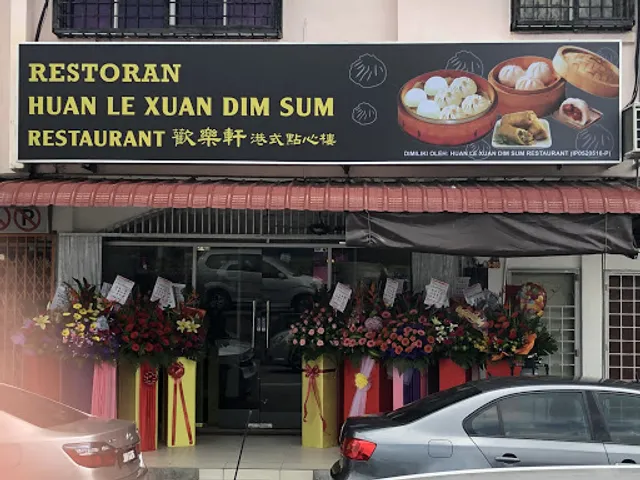 RESTORAN
HUAN LE XUAN DIM SUM
RESTAURANT 歡樂軒 港式點心樓
DIMILIKI OLEH: HUAN LE XUAN DIM SUM RESTAURANT (IP0529516-P)